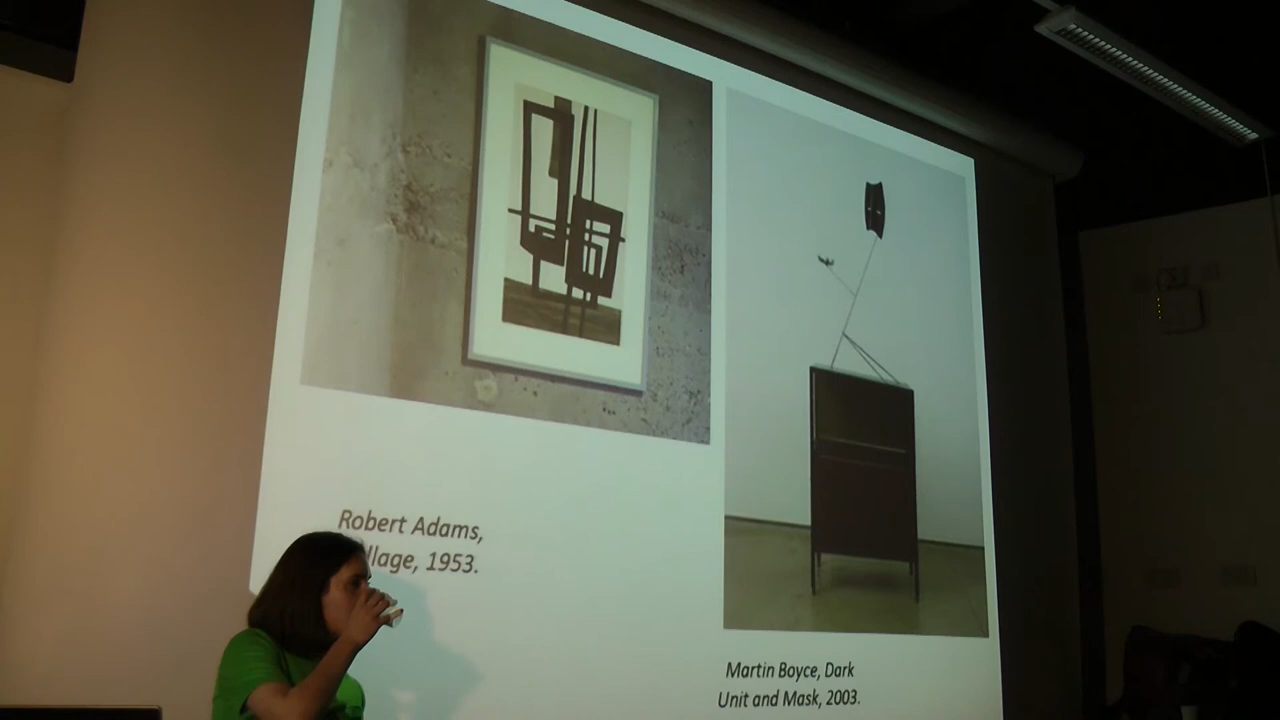 Robert Adams,
llage, 1953.
Martin Boyce, Dark
Unit and Mask, 2003.